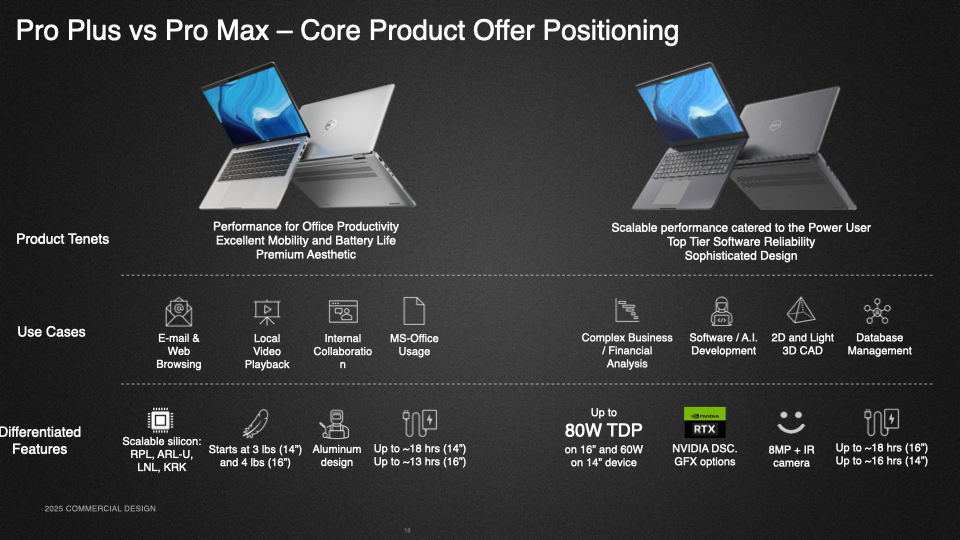 Pro Plus vs Pro Max – Core Product Offer Positioning
Product Tenets
Performance for Office Productivity
Excellent Mobility and Battery Life
Premium Aesthetic
Scalable performance catered to the Power User
Top Tier Software Reliability
Sophisticated Design
Use Cases
E-mail &
Web
Browsing
Local
Video
Playback
Internal
Collaboratio
n
MS-Office
Usage
Complex Business
/ Financial
Analysis
Software / A.I.
Development
2D and Light
3D CAD
Database
Management
Differentiated
Features
Scalable silicon:
RPL, ARL-U,
LNL, KRK
Starts at 3 lbs (14”)
and 4 lbs (16”)
Aluminum
design
Up to ~18 hrs (14”)
Up to ~13 hrs (16”)
Up to
80W TDP
on 16” and 60W
on 14” device
NVIDIA
RTX
NVIDIA DSC.
GFX options
8MP + IR
camera
Up to ~18 hrs (16”)
Up to ~16 hrs (14”)
2025 COMMERCIAL DESIGN
18